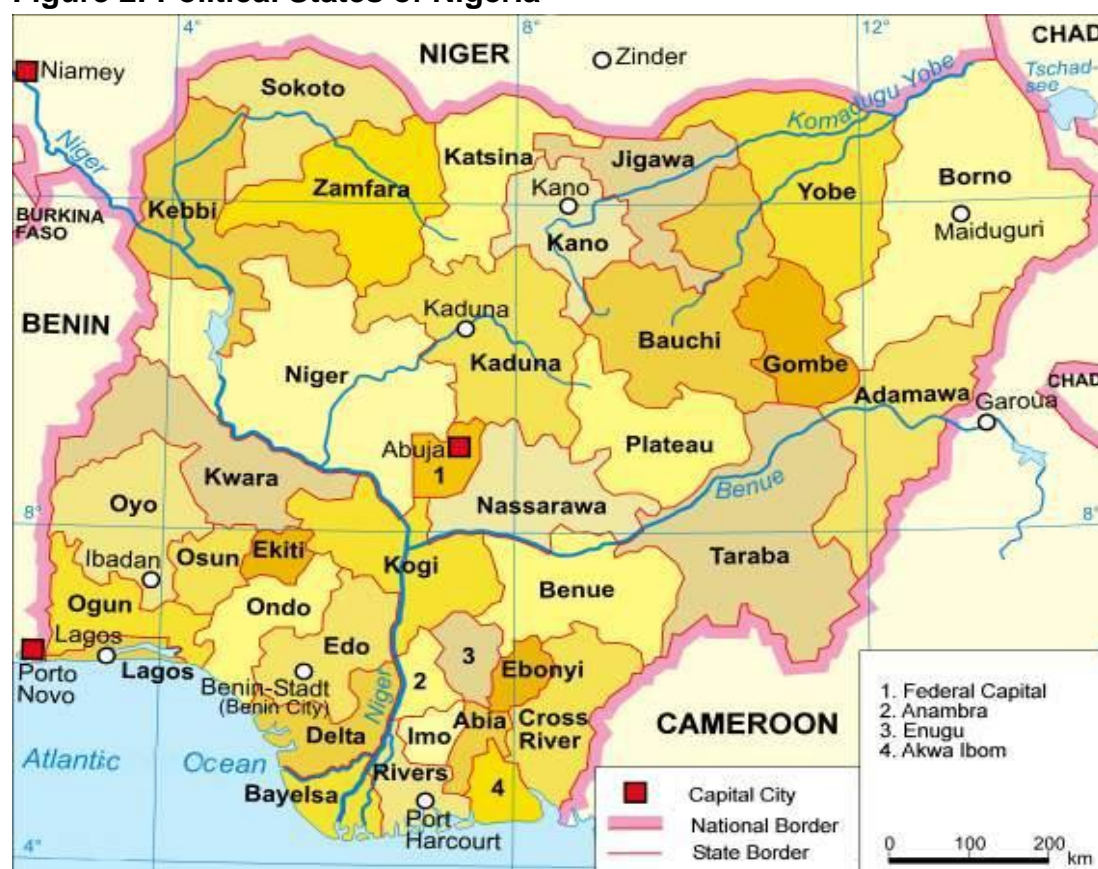 Figure 2: Political States of Nigeria
4°
8°
12°
NIGER
Zinder
CHAD
Tschad-
see
Niamey
Sokoto
Komadugu Yobe
Niger
Katsina
Jigawa
Zamfara
Kano
Yobe
Borno
BURKINA
FASO
Kebbi
Kano
Maiduguri
BENIN
Kaduna
Niger
Kaduna
Bauchi
Gombe
Adamawa
CHAD
Garoua
Abuja
1
Plateau
Kwara
Nassarawa
Benue
Oyo
8°
8°
Ibadan
Osun
Ekiti
Kogi
Benue
Taraba
Ogun
Ondo
Lagos
Lagos
Edo
3
Ebonyi
Porto
Novo
Benin-Stadt
(Benin City)
Niger
2
Abia
Cross
River
CAMEROON
Delta
Imo
Atlantic Ocean
Bayelsa
Rivers
4
Port
Harcourt
4°
1. Federal Capital
2. Anambra
3. Enugu
4. Akwa Ibom
Capital City
National Border
State Border
0 100 200
km